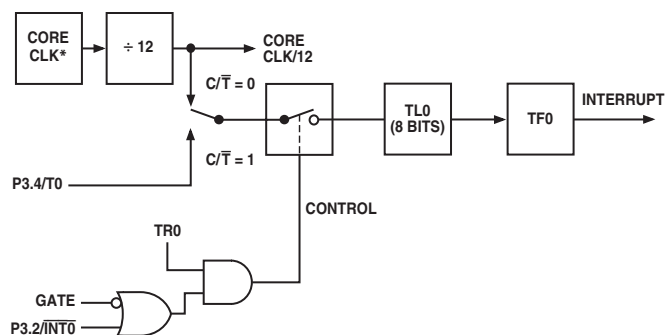 CORE
CLK*
÷ 12
CORE
CLK/12
C/T̅ = 0
TL0
(8 BITS)
TF0
INTERRUPT
C/T̅ = 1
P3.4/T0
CONTROL
TR0
GATE
P3.2/I̅N̅T̅0̅